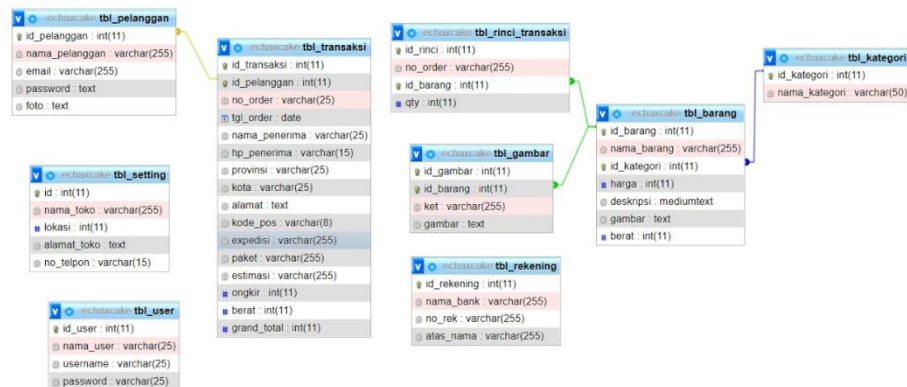 echaxcake tbl_pelanggan
id_pelanggan : int(11)
nama_pelanggan : varchar(255)
email : varchar(255)
password : text
foto : text
echaxcake tbl_setting
id : int(11)
nama_toko : varchar(255)
lokasi : int(11)
alamat_toko : text
no_telpon : varchar(15)
echaxcake tbl_user
id_user : int(11)
nama_user : varchar(25)
username : varchar(25)
password : varchar(25)
echaxcake tbl_transaksi
id_transaksi : int(11)
id_pelanggan : int(11)
no_order : varchar(25)
tgl_order : date
nama_penerima : varchar(25)
hp_penerima : varchar(15)
provinsi : varchar(25)
kota : varchar(25)
alamat : text
kode_pos : varchar(8)
expedisi : varchar(255)
paket : varchar(255)
estimasi : varchar(255)
ongkir : int(11)
berat : int(11)
grand_total : int(11)
echaxcake tbl_rinci_transaksi
id_rinci : int(11)
no_order : varchar(255)
id_barang : int(11)
qty : int(11)
echaxcake tbl_gambar
id_gambar : int(11)
id_barang : int(11)
ket : varchar(255)
gambar : text
echaxcake tbl_rekening
id_rekening : int(11)
nama_bank : varchar(255)
no_rek : varchar(255)
atas_nama : varchar(255)
echaxcake tbl_barang
id_barang : int(11)
nama_barang : varchar(255)
id_kategori : int(11)
harga : int(11)
deskripsi : mediumtext
gambar : text
berat : int(11)
echaxcake tbl_kategori
id_kategori : int(11)
nama_kategori : varchar(50)